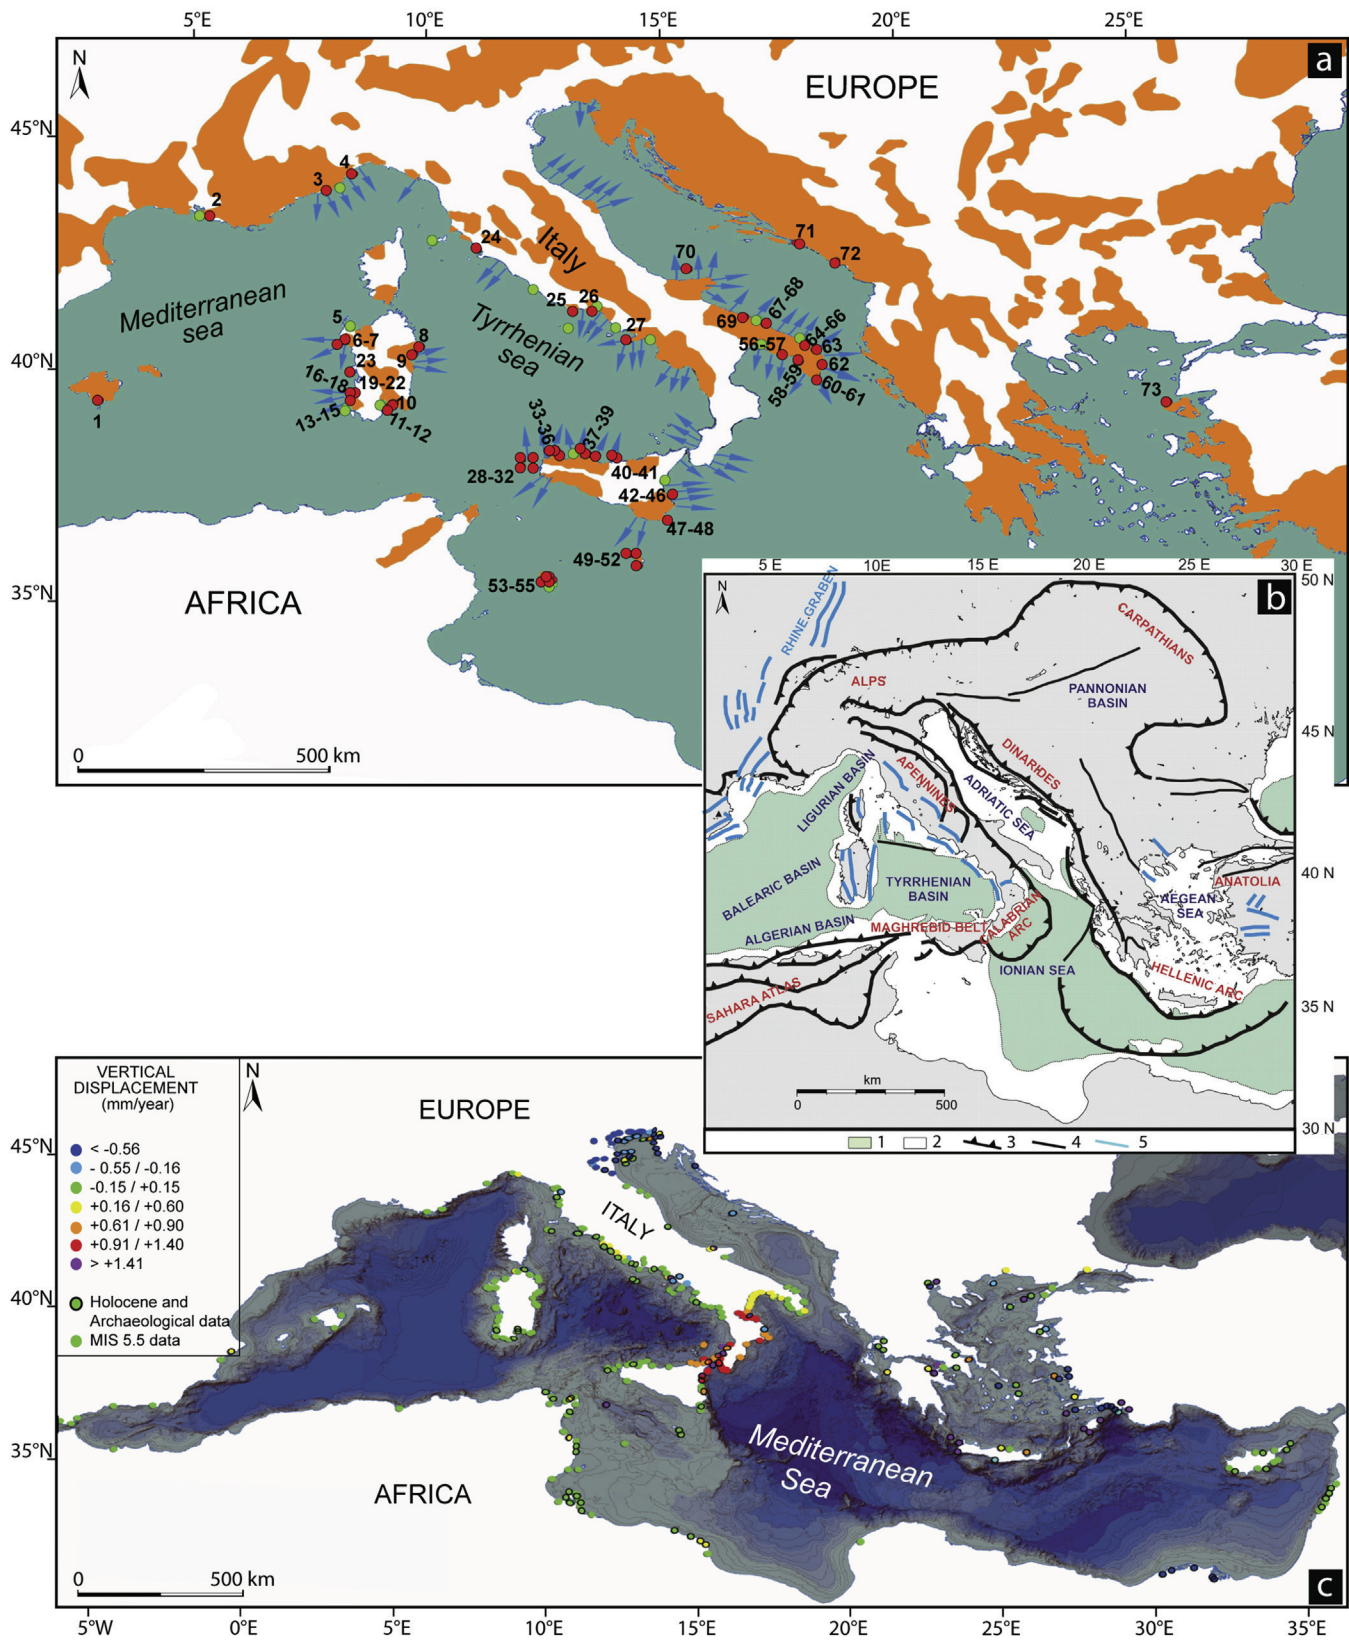 5°E 10°E 15°E 20°E 25°E
a
N
EUROPE
45°N
4
3
2
Italy
24
71
70
72
Mediterranean
sea
Tyrrhenian
sea
25 26
67-68
5
27
69
64-66
6-7
8
56-57
63
40°N
23
9
62
16-18
19-22
58-59
60-61
73
10
13-15
11-12
1
33-36
37-39
28-32
40-41
42-46
47-48
49-52
53-55
35°N
AFRICA
0 500 km
5 E 10E 15 E 20 E 25 E 30 E
N
b
50 N
RHINE GRABEN
CARPATHIANS
ALPS
PANNONIAN
BASIN
45 N
DINARIDES
LIGURIAN BASIN
APENNINES
ADRIATIC SEA
40 N
BALEARIC BASIN
TYRRHENIAN
BASIN
ANATOLIA
AEGEAN
SEA
ALGERIAN BASIN
MAGHREBID BELT
CALABRIAN
ARC
IONIAN SEA
HELLENIC ARC
SAHARA ATLAS
35 N
km
0 500
30 N
1 2 3 4 5
VERTICAL
DISPLACEMENT
(mm/year)
< -0.56
- 0.55 / -0.16
-0.15 / +0.15
+0.16 / +0.60
+0.61 / +0.90
+0.91 / +1.40
> +1.41
Holocene and
Archaeological data
MIS 5.5 data
N
EUROPE
45°N
ITALY
40°N
Mediterranean
Sea
35°N
AFRICA
0 500 km
c
5°W 0°E 5°E 10°E 15°E 20°E 25°E 30°E 35°E